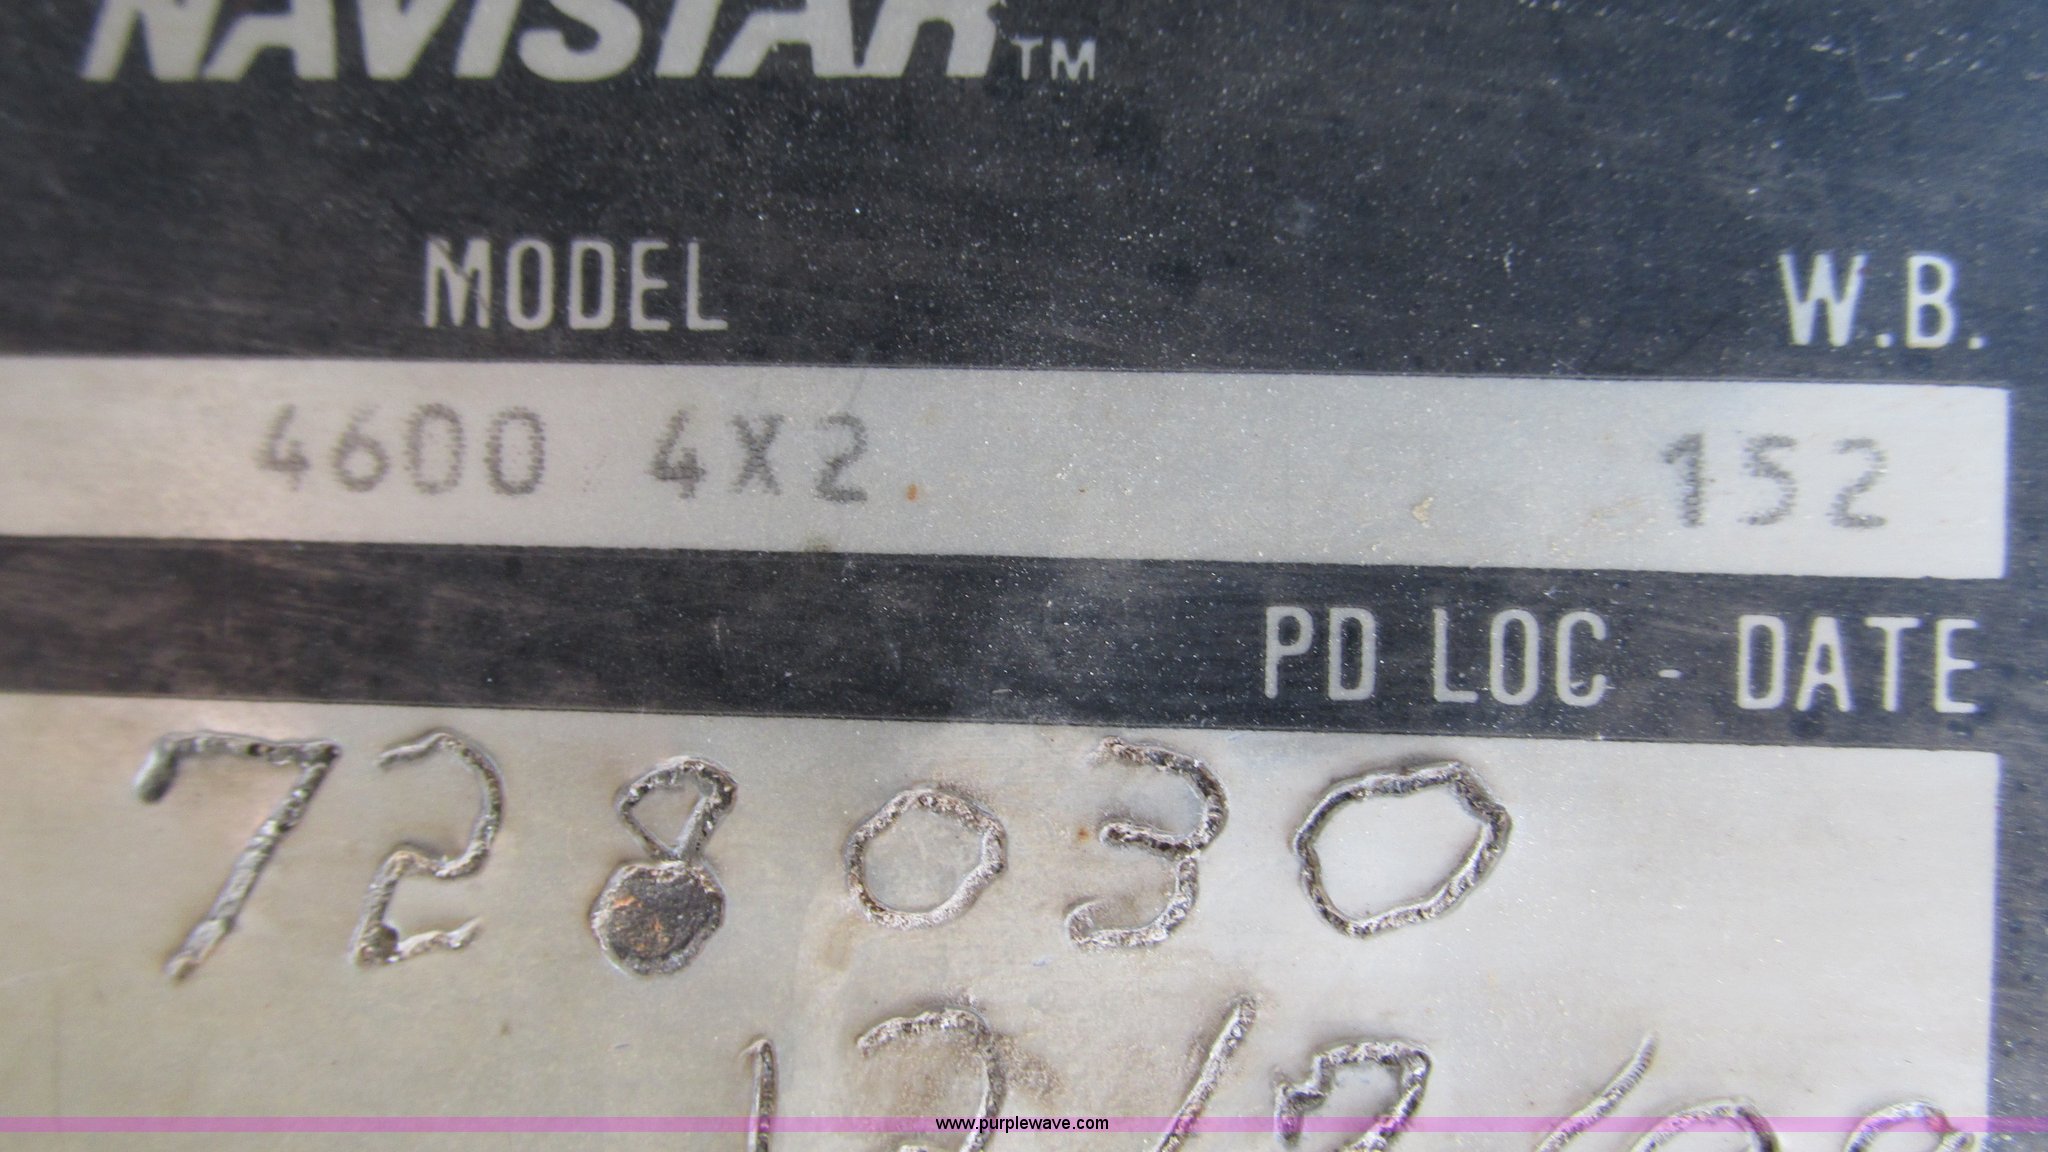 NAVISTAR™
MODEL W.B.
4600 4X2 152
PD LOC - DATE
728030
www.purplewave.com